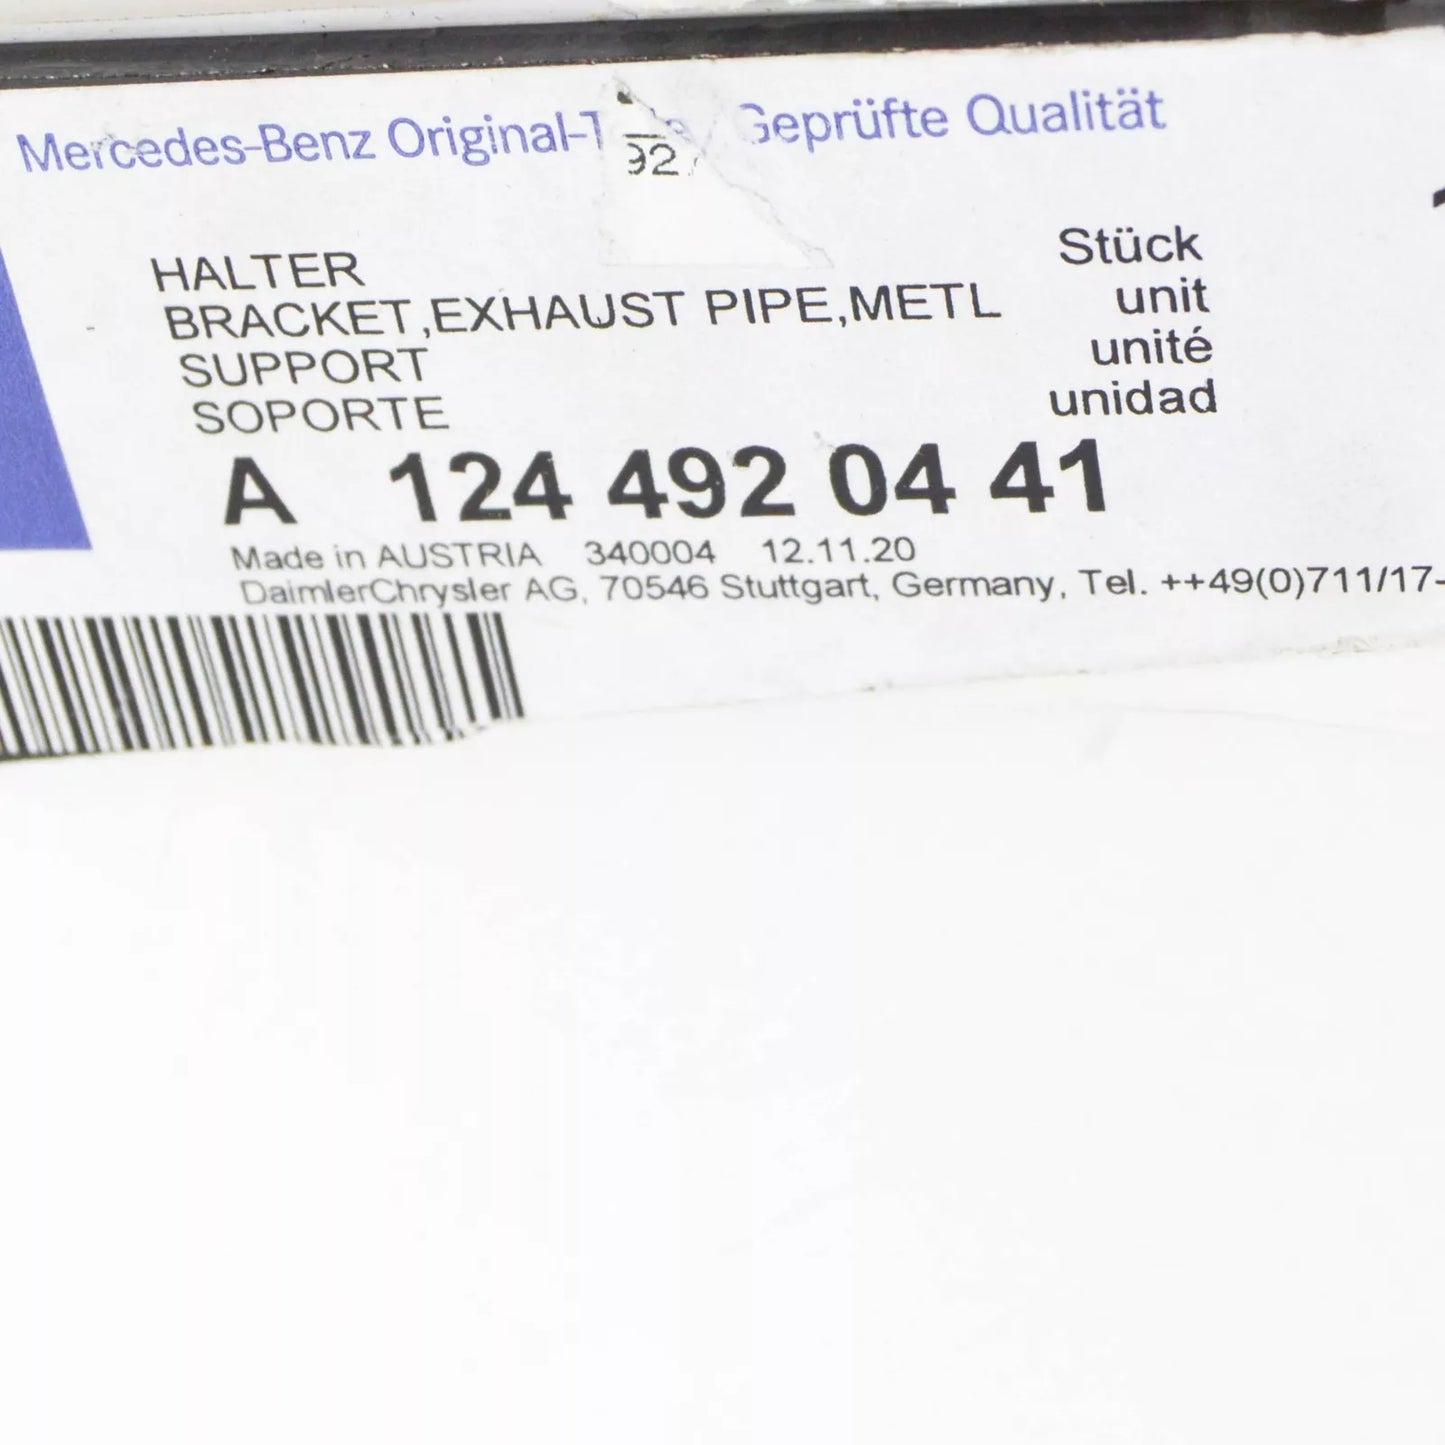 Mercedes-Benz Geprüfte Qualität
92
HALTER
BRACKET,EXHAUST PIPE,METL
SUPPORT
SOPORTE
Stück
unit
unité
unidad
A 124 492 04 41
Made in AUSTRIA 340004 12.11.20
DaimlerChrysler AG, 70546 Stuttgart, Germany, Tel. ++49(0)711/17-